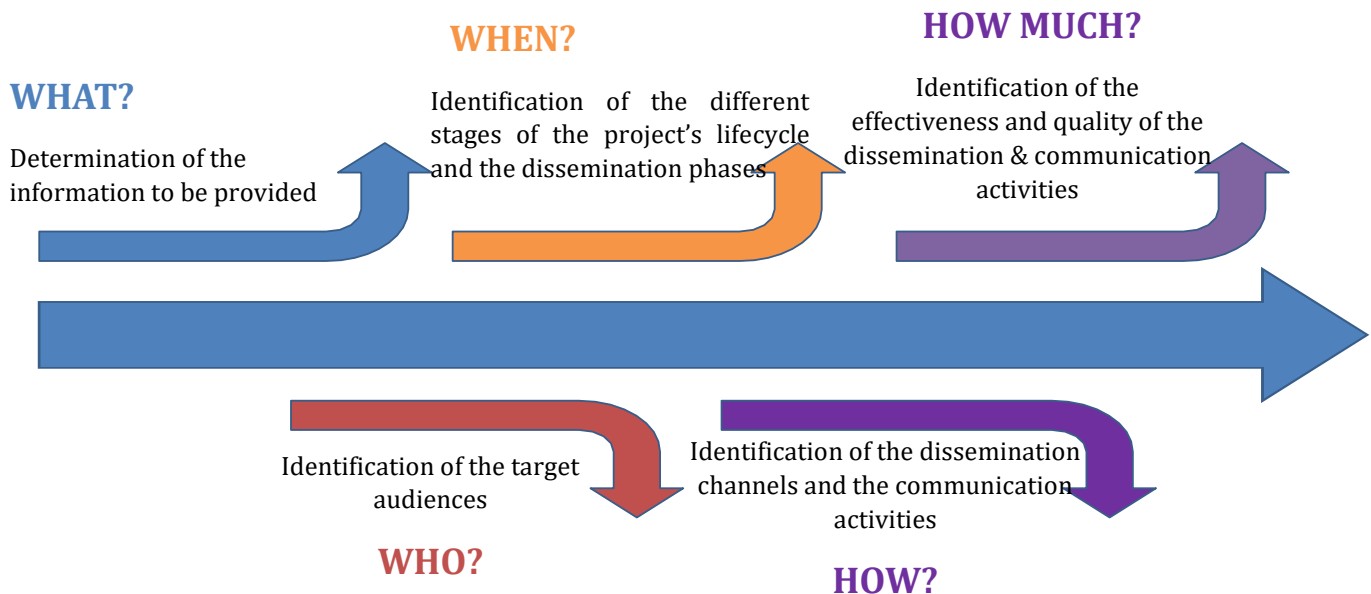 WHAT?
Determination of the
information to be provided
WHEN?
Identification of the different
stages of the project’s lifecycle
and the dissemination phases
HOW MUCH?
Identification of the
effectiveness and quality of the
dissemination & communication
activities
Identification of the target
audiences
WHO?
Identification of the dissemination
channels and the communication
activities
HOW?